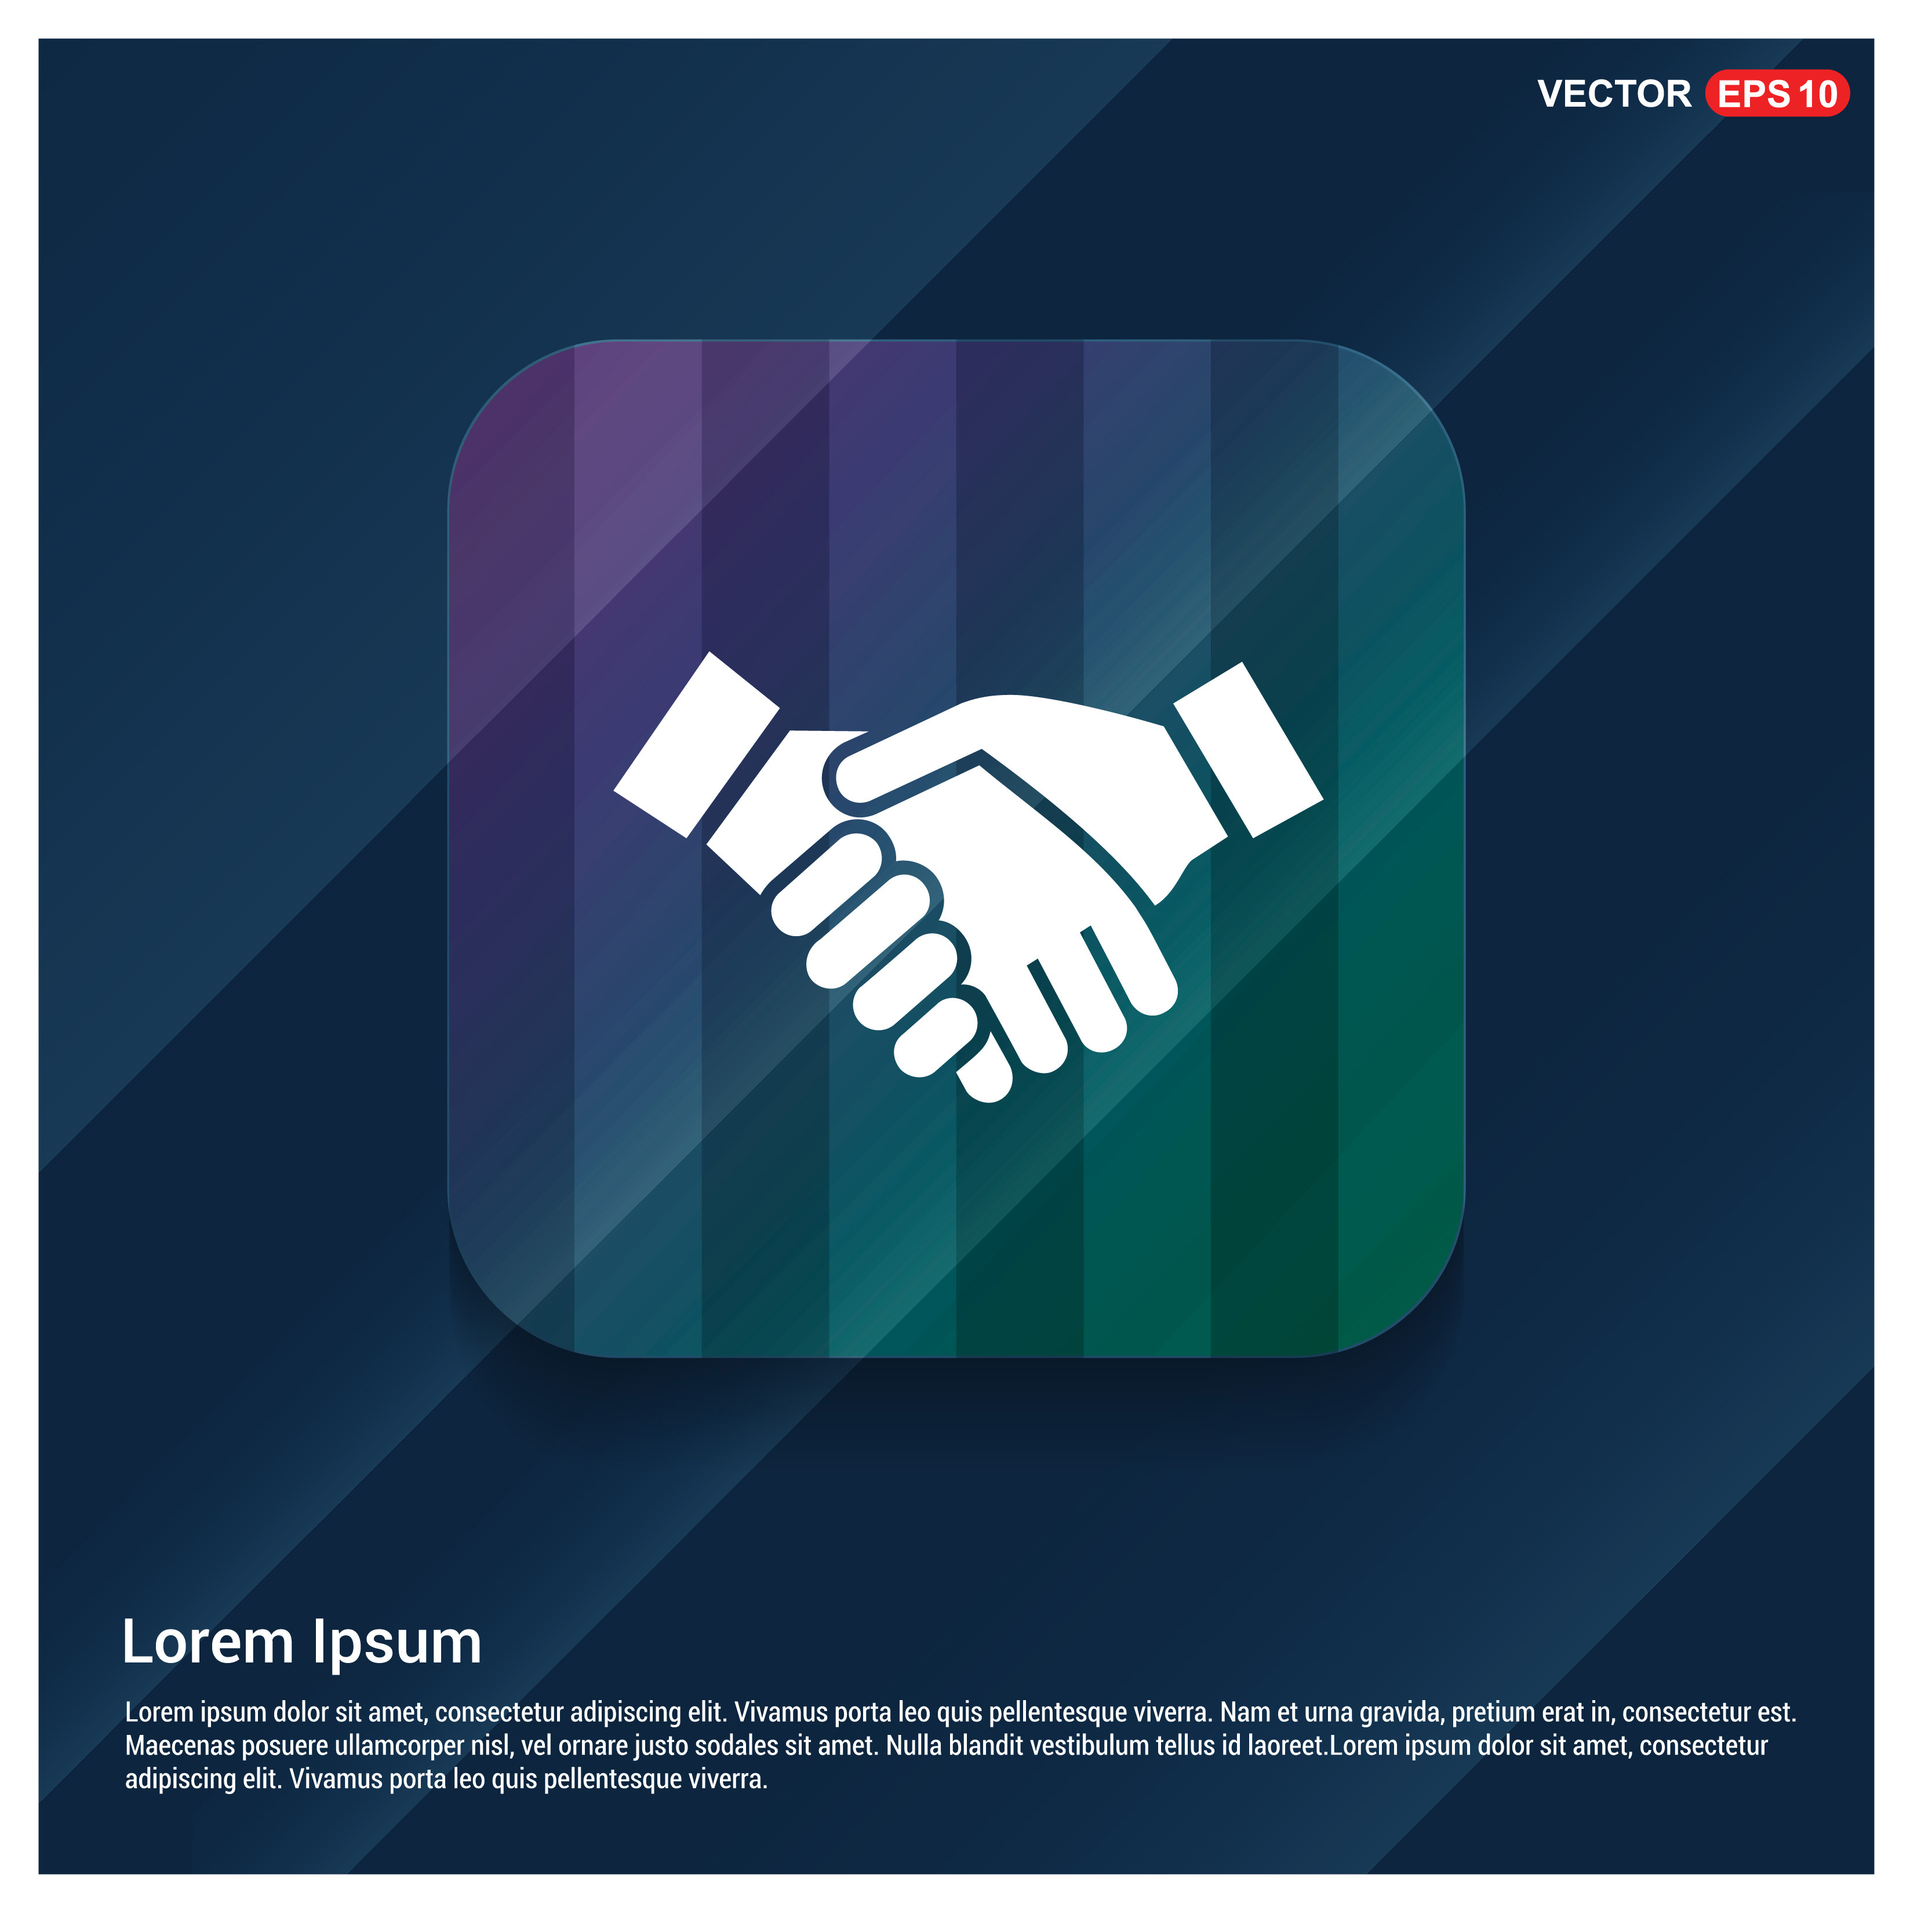 VECTOR EPS 10
Lorem Ipsum
Lorem ipsum dolor sit amet, consectetur adipiscing elit. Vivamus porta leo quis pellentesque viverra. Nam et urna gravida, pretium erat in, consectetur est.
Maecenas posuere ullamcorper nisl, vel ornare justo sodales sit amet. Nulla blandit vestibulum tellus id laoreet.Lorem ipsum dolor sit amet, consectetur
adipiscing elit. Vivamus porta leo quis pellentesque viverra.